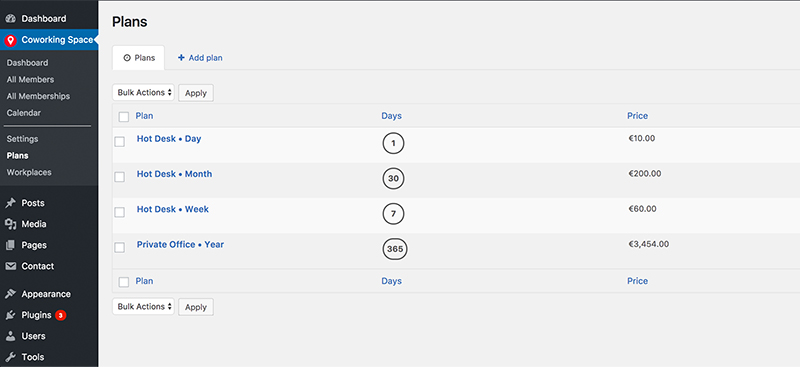 Dashboard
Coworking Space
Dashboard
All Members
All Memberships
Calendar
Settings
Plans
Workplaces
Posts
Media
Pages
Contact
Appearance
Plugins 3
Users
Tools
Plans
Plans + Add plan
Bulk Actions Apply
Plan Days Price
Hot Desk • Day 1 €10.00
Hot Desk • Month 30 €200.00
Hot Desk • Week 7 €60.00
Private Office • Year 365 €3,454.00
Plan Days Price
Bulk Actions Apply